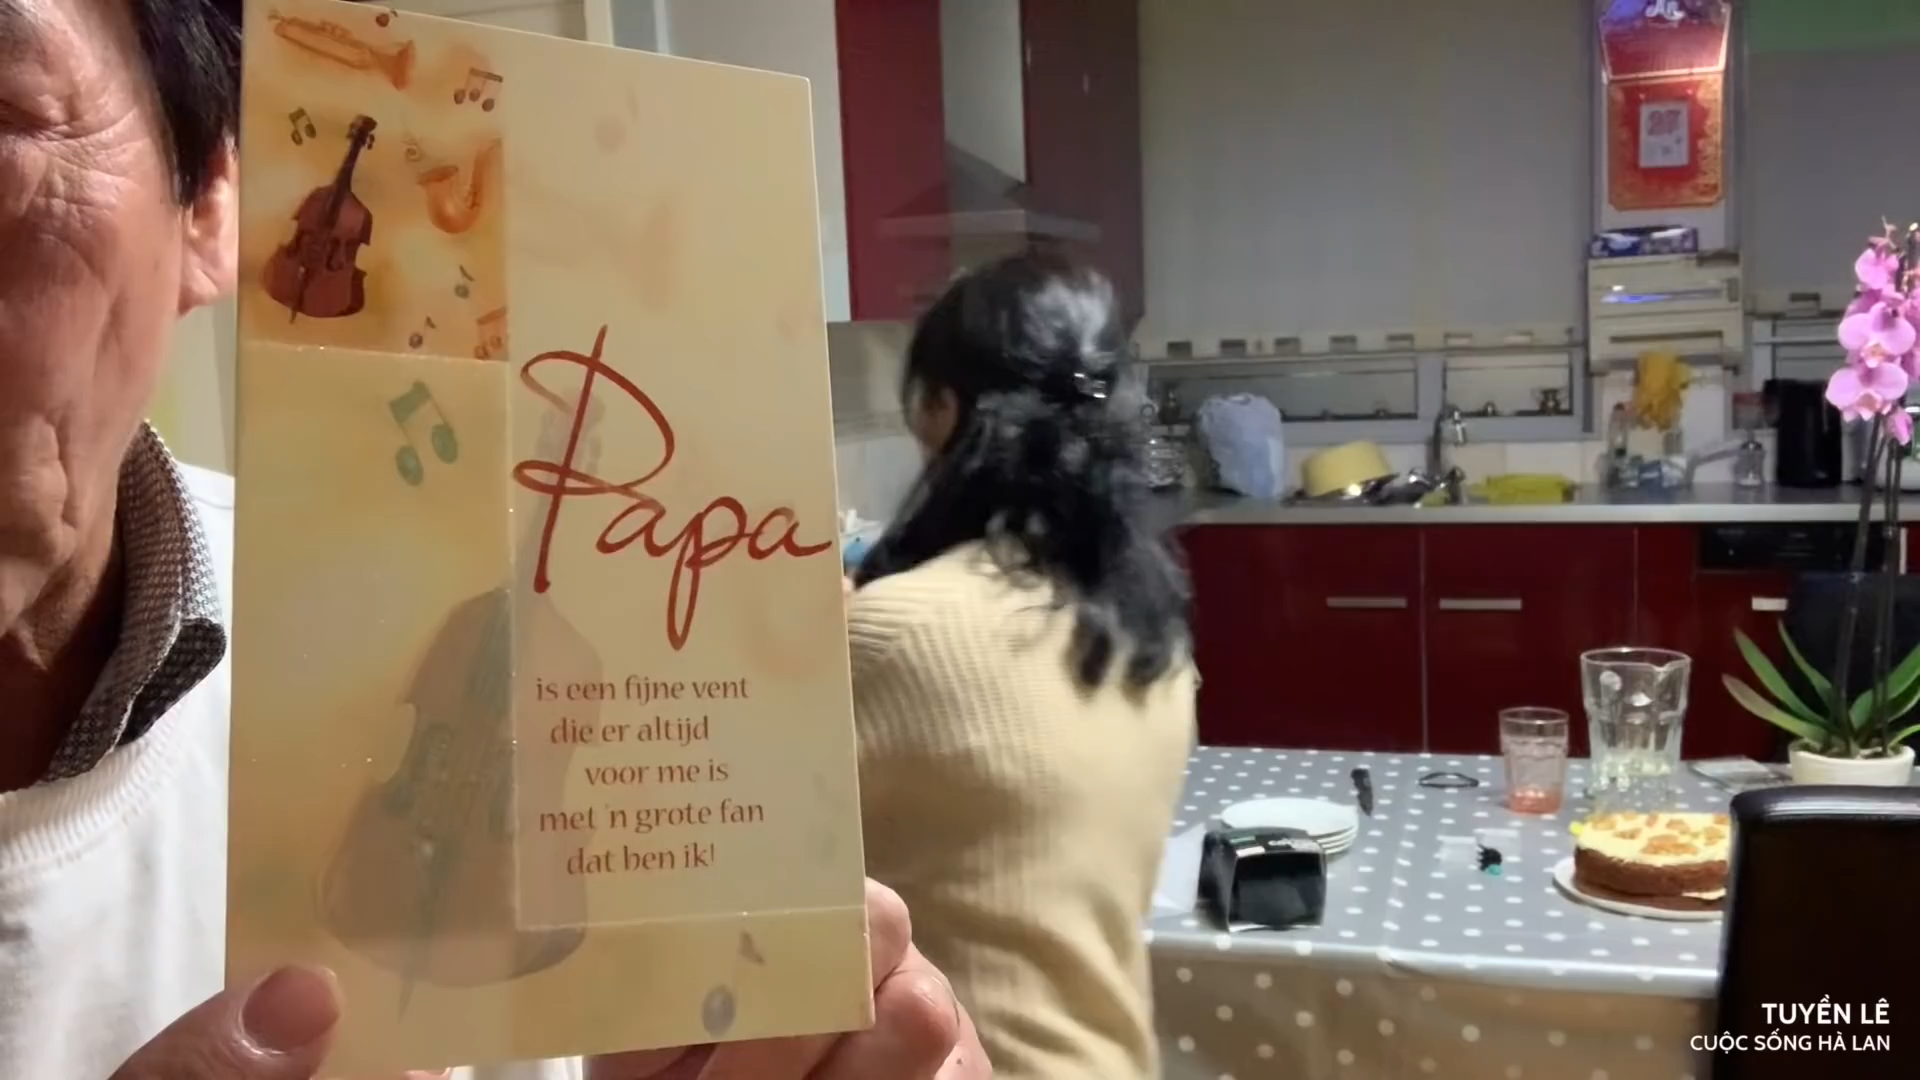 Papa
is een fijne vent
die er altijd
voor me is
met 'n grote fan
dat ben ik!
27
TUYỀN LÊ
CUỘC SỐNG HÀ LAN